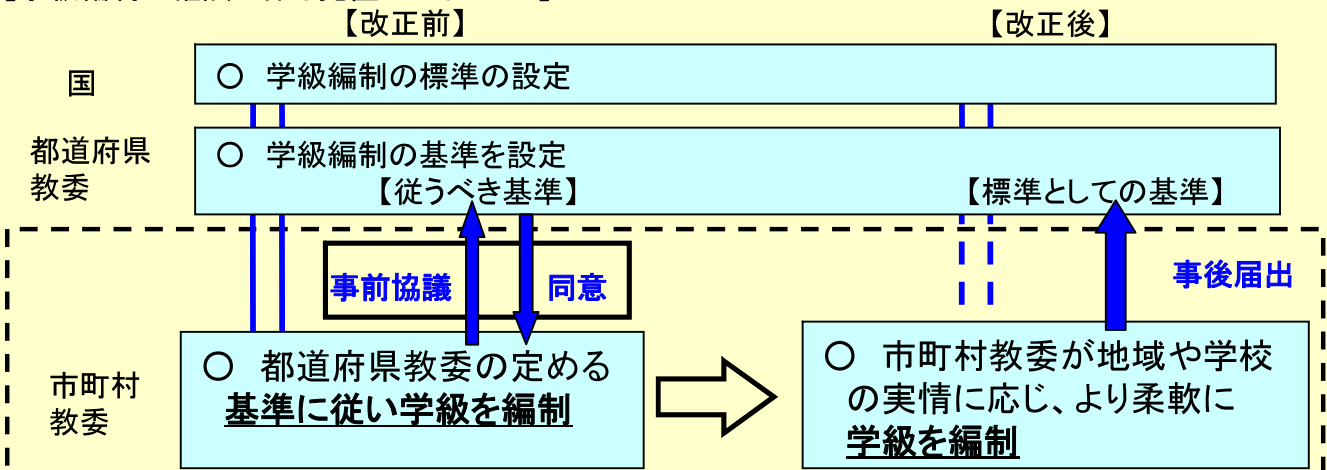 【改正前】
【改正後】
国
○ 学級編制の標準の設定
都道府県
教委
○ 学級編制の基準を設定
【従うべき基準】
【標準としての基準】
事前協議
同意
事後届出
市町村
教委
○ 都道府県教委の定める
基準に従い学級を編制
○ 市町村教委が地域や学校
の実情に応じ、より柔軟に
学級を編制